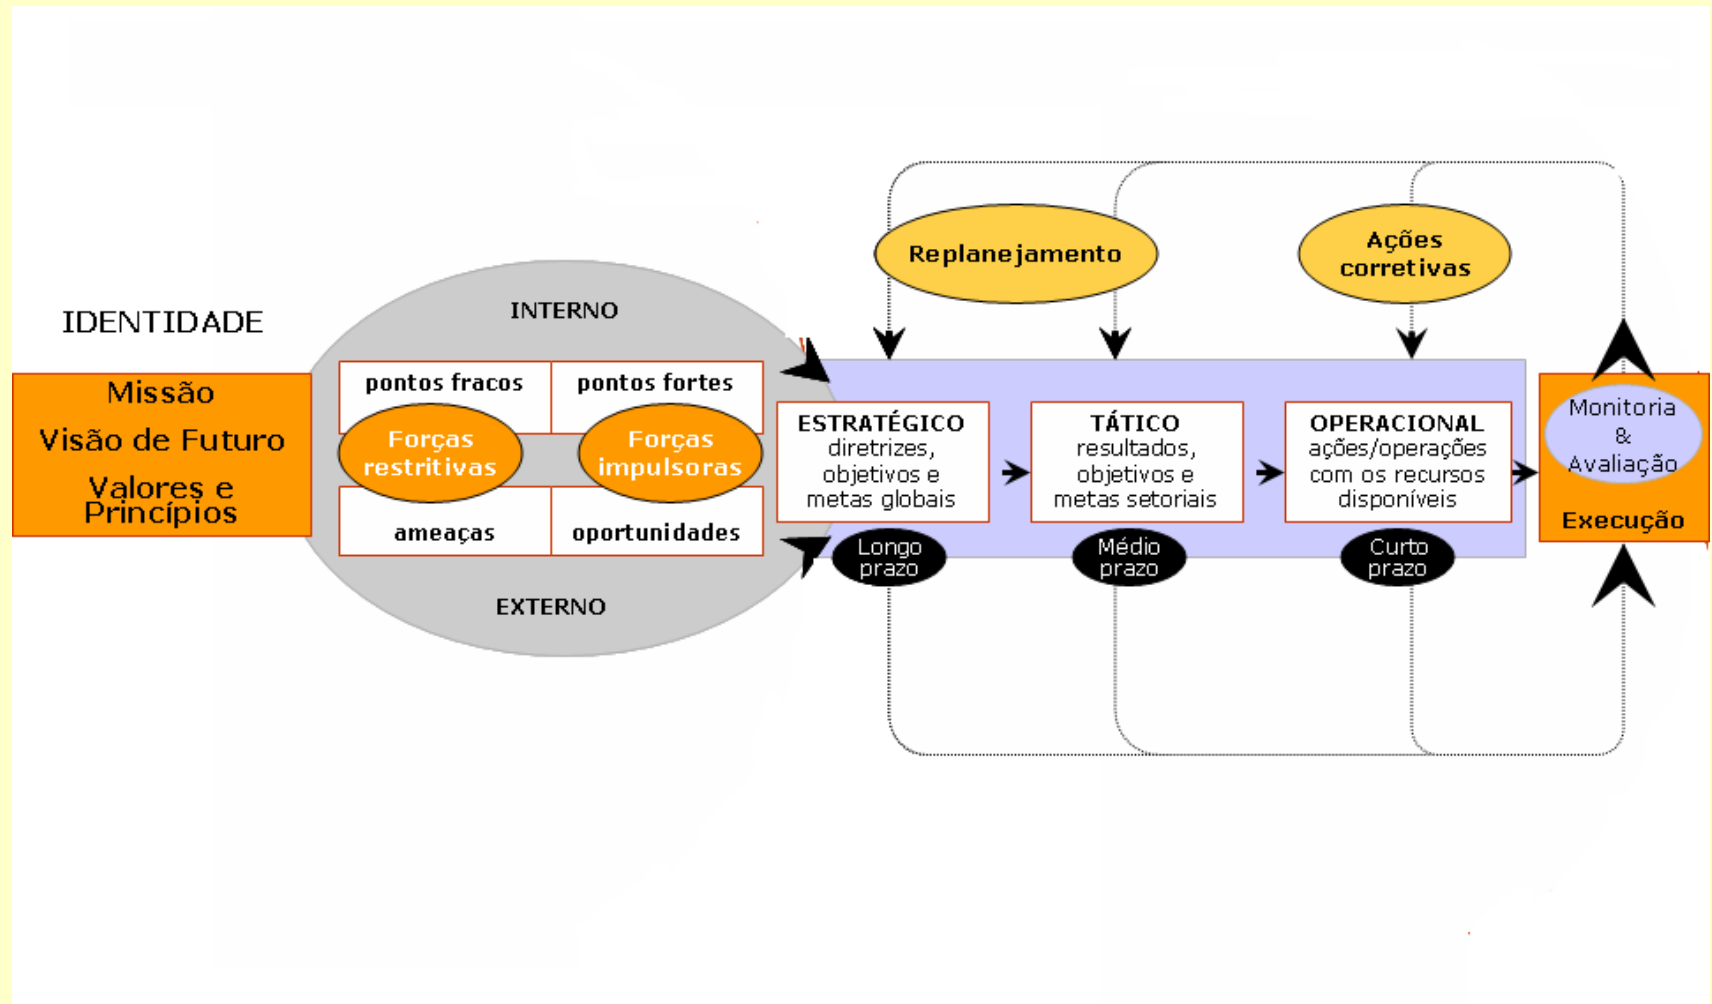 IDENTIDADE
Missão
Visão de Futuro
Valores e
Princípios
INTERNO
pontos fracos
pontos fortes
Forças
restritivas
Forças
impulsoras
ameaças
oportunidades
EXTERNO
Replanejamento
Ações
corretivas
ESTRATÉGICO
diretrizes,
objetivos e
metas globais
Longo
prazo
TÁTICO
resultados,
objetivos e
metas setoriais
Médio
prazo
OPERACIONAL
ações/operações
com os recursos
disponíveis
Curto
prazo
Monitoria
&
Avaliação
Execução